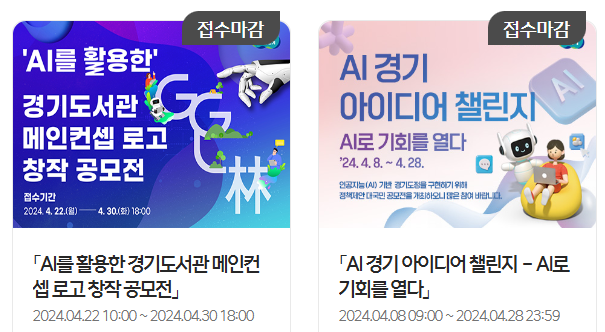 접수마감
'AI를 활용한'
경기도서관
메인컨셉 로고
창작 공모전
접수기간
2024. 4. 22.(월) ── 4. 30.(화) 18:00
GGL林
「AI를 활용한 경기도서관 메인컨
셉 로고 창작 공모전」
2024.04.22 10:00 ~ 2024.04.30 18:00
접수마감
AI 경기
아이디어 챌린지
AI로 기회를 열다
'24. 4. 8. ~ 4. 28.
인공지능(AI) 기반 경기도정을 구현하기 위해
정책제안 대국민 공모전을 개최하오니 많은 참여 바랍니다.
AI
「AI 경기 아이디어 챌린지 - AI로
기회를 열다」
2024.04.08 09:00 ~ 2024.04.28 23:59